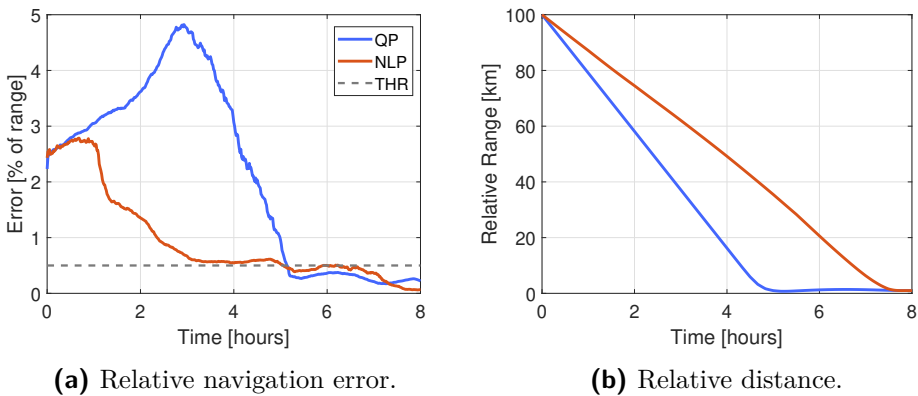 5
4
3
2
1
0
Error [% of range]
QP
NLP
THR
0 2 4 6 8
Time [hours]
100
80
60
40
20
0
Relative Range [km]
0 2 4 6 8
Time [hours]
(a) Relative navigation error.
(b) Relative distance.